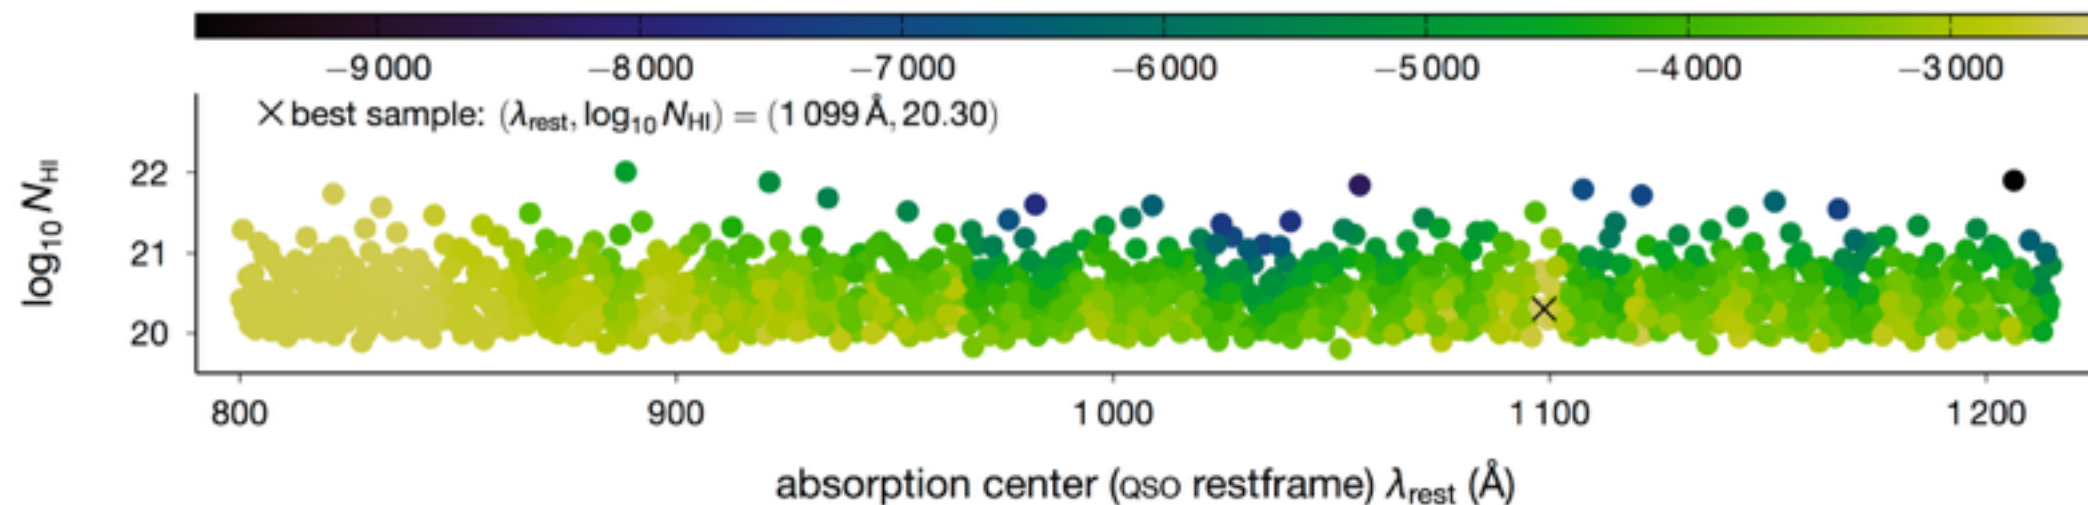 −9 000 −8 000 −7 000 −6 000 −5 000 −4 000 −3 000
× best sample: (λrest, log10 NHI) = (1 099 Å, 20.30)
log10 NHI
22
21
20
800 900 1 000 1 100 1 200
absorption center (QSO restframe) λrest (Å)